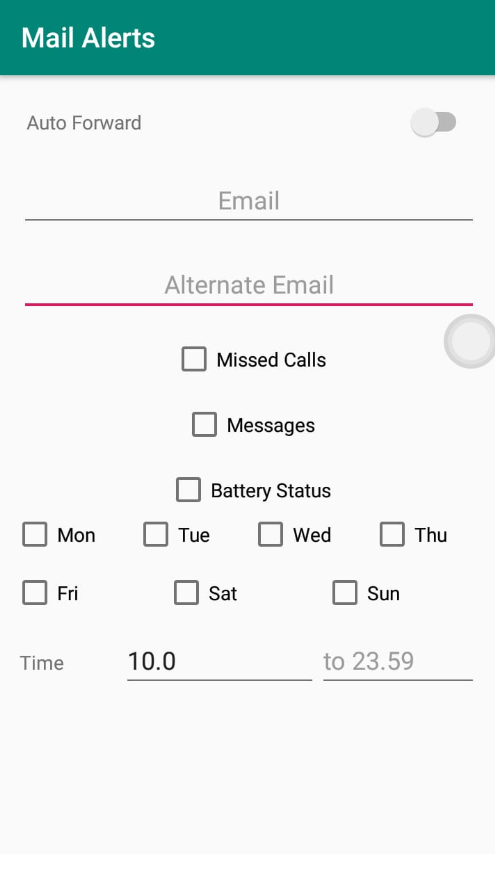 Mail Alerts
Auto Forward
Email
Alternate Email
Missed Calls
Messages
Battery Status
Mon Tue Wed Thu
Fri Sat Sun
Time 10.0 to 23.59